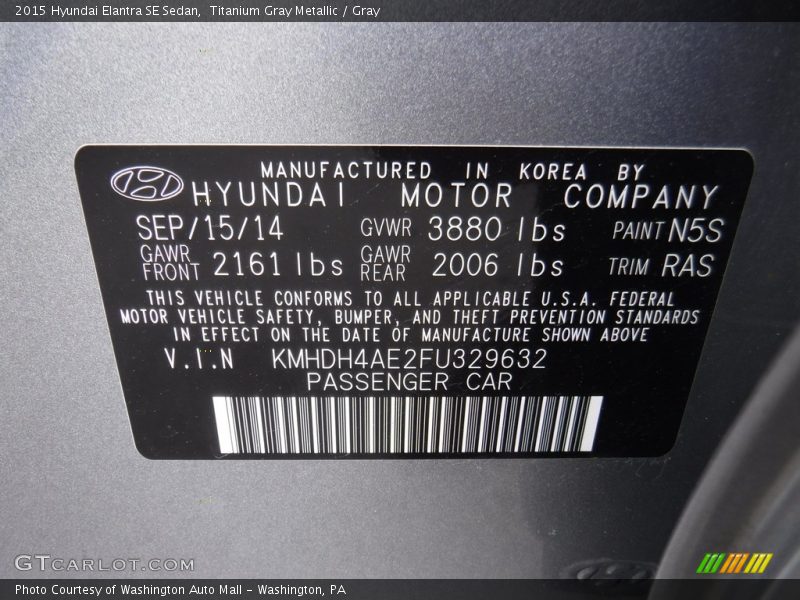 2015 Hyundai Elantra SE Sedan,  Titanium Gray Metallic / Gray
MANUFACTURED IN KOREA BY
HYUNDAI MOTOR COMPANY
SEP/15/14 GVWR 3880 lbs PAINT N5S
GAWR FRONT 2161 lbs GAWR REAR 2006 lbs TRIM RAS
THIS VEHICLE CONFORMS TO ALL APPLICABLE U.S.A. FEDERAL
MOTOR VEHICLE SAFETY, BUMPER, AND THEFT PREVENTION STANDARDS
IN EFFECT ON THE DATE OF MANUFACTURE SHOWN ABOVE
V.I.N KMHDH4AE2FU329632
PASSENGER CAR
GTCARLOT.COM
Photo Courtesy of Washington Auto Mall - Washington, PA